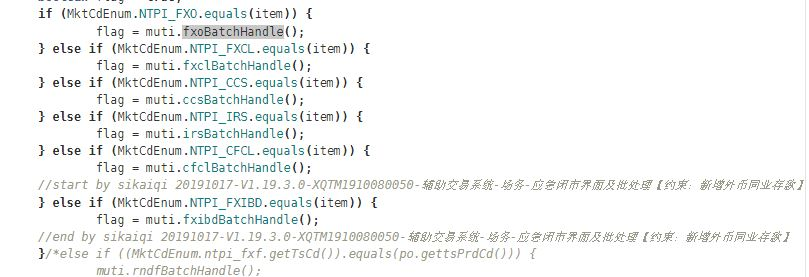 if (MktCdEnum.NTPI_FXO.equals(item)) {
flag = muti.fxoBatchHandle();
} else if (MktCdEnum.NTPI_FXCL.equals(item)) {
flag = muti.fxclBatchHandle();
} else if (MktCdEnum.NTPI_CCS.equals(item)) {
flag = muti.ccsBatchHandle();
} else if (MktCdEnum.NTPI_IRS.equals(item)) {
flag = muti.irsBatchHandle();
} else if (MktCdEnum.NTPI_CFCL.equals(item)) {
flag = muti.cfclBatchHandle();
//start by sikaiqi 20191017-V1.19.3.0-XQTM1910080050-辅助交易系统-场务-应急闭市界面及批处理【约束：新增外币同业存款】
} else if (MktCdEnum.NTPI_FXIBD.equals(item)) {
flag = muti.fxibdBatchHandle();
//end by sikaiqi 20191017-V1.19.3.0-XQTM1910080050-辅助交易系统-场务-应急闭市界面及批处理【约束：新增外币同业存款】
}/*else if ((MktCdEnum.ntpi_fxf.getTsCd()).equals(po.gettsPrdCd())) {
muti.rndfBatchHandle();